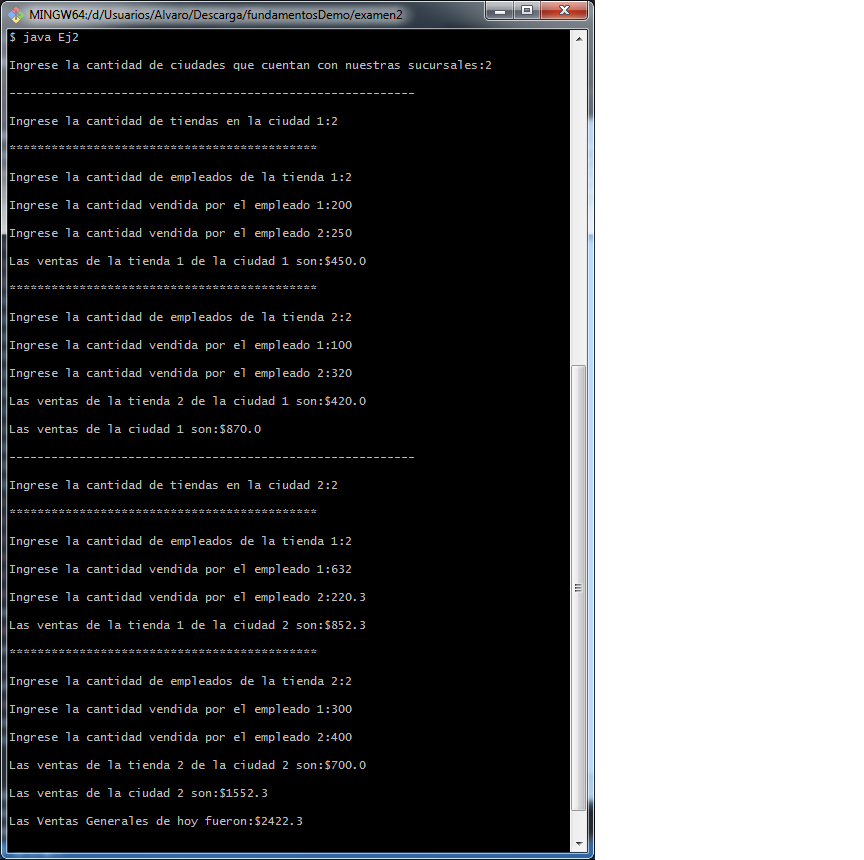 MINGW64:/d/Usuarios/Alvaro/Descarga/fundamentosDemo/examen2
$ java Ej2
Ingrese la cantidad de ciudades que cuentan con nuestras sucursales:2
----------------------------------------------------------
Ingrese la cantidad de tiendas en la ciudad 1:2
********************************************
Ingrese la cantidad de empleados de la tienda 1:2
Ingrese la cantidad vendida por el empleado 1:200
Ingrese la cantidad vendida por el empleado 2:250
Las ventas de la tienda 1 de la ciudad 1 son:$450.0
********************************************
Ingrese la cantidad de empleados de la tienda 2:2
Ingrese la cantidad vendida por el empleado 1:100
Ingrese la cantidad vendida por el empleado 2:320
Las ventas de la tienda 2 de la ciudad 1 son:$420.0
Las ventas de la ciudad 1 son:$870.0
----------------------------------------------------------
Ingrese la cantidad de tiendas en la ciudad 2:2
********************************************
Ingrese la cantidad de empleados de la tienda 1:2
Ingrese la cantidad vendida por el empleado 1:632
Ingrese la cantidad vendida por el empleado 2:220.3
Las ventas de la tienda 1 de la ciudad 2 son:$852.3
********************************************
Ingrese la cantidad de empleados de la tienda 2:2
Ingrese la cantidad vendida por el empleado 1:300
Ingrese la cantidad vendida por el empleado 2:400
Las ventas de la tienda 2 de la ciudad 2 son:$700.0
Las ventas de la ciudad 2 son:$1552.3
Las Ventas Generales de hoy fueron:$2422.3